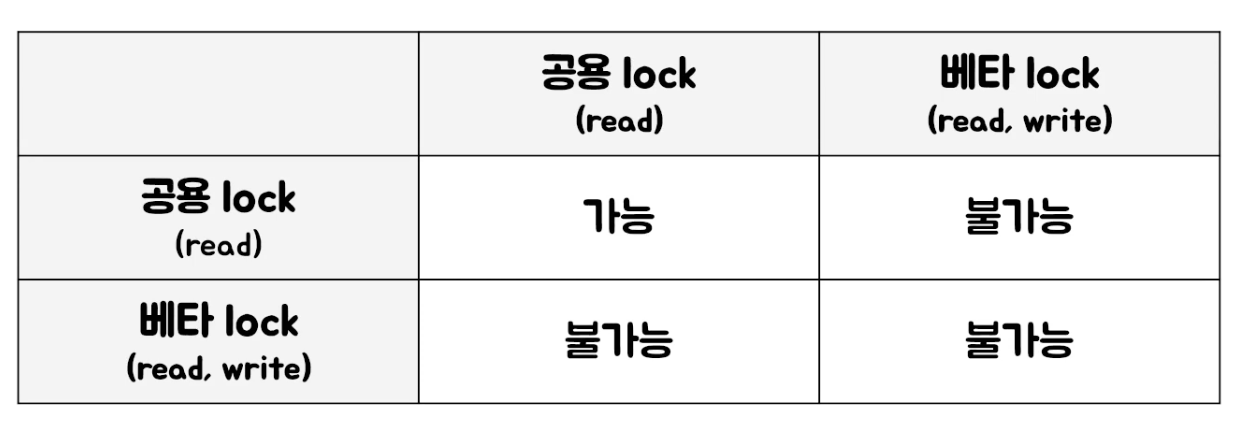 공용 lock
(read)
베타 lock
(read, write)
공용 lock
(read)
가능
불가능
베타 lock
(read, write)
불가능
불가능